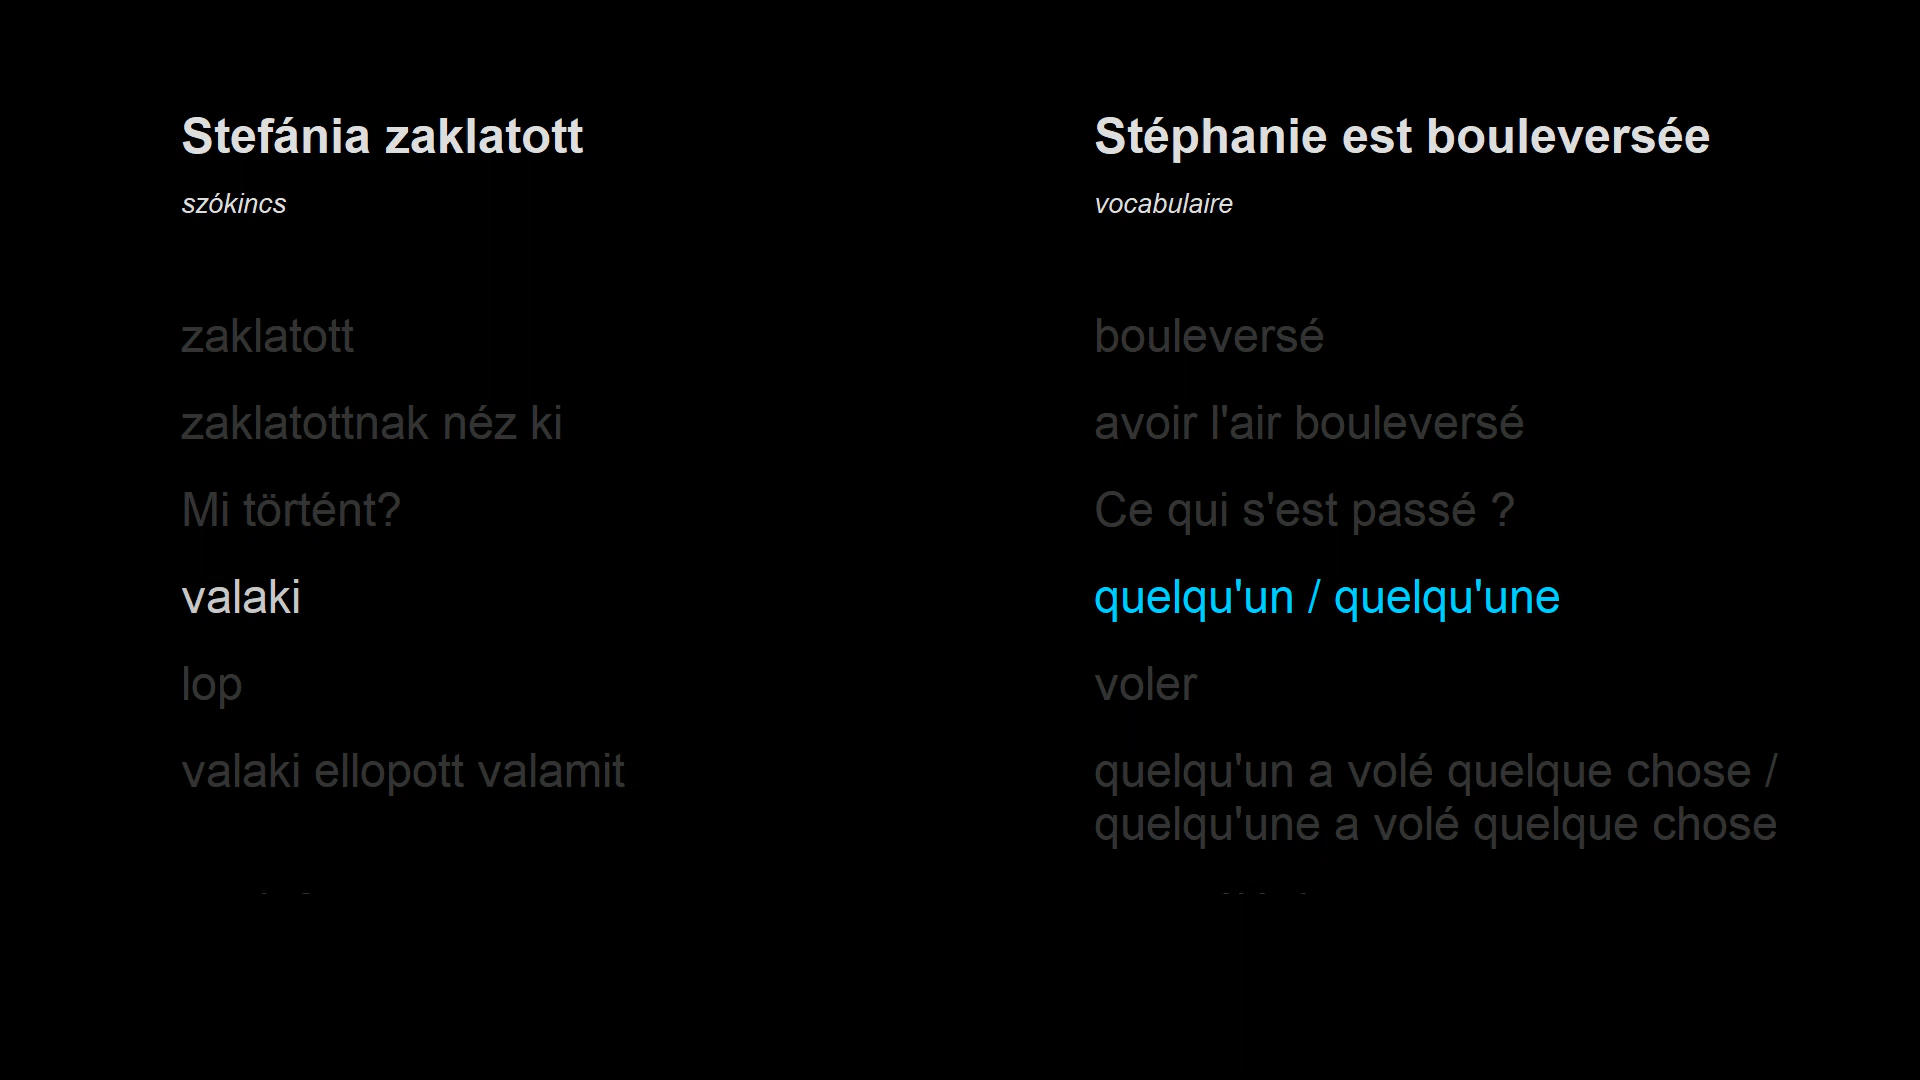 Stefánia zaklatott
szókincs
zaklatott
zaklatottnak néz ki
Mi történt?
valaki
lop
valaki ellopott valamit
Stéphanie est bouleversée
vocabulaire
bouleversé
avoir l'air bouleversé
Ce qui s'est passé ?
quelqu'un / quelqu'une
voler
quelqu'un a volé quelque chose /
quelqu'une a volé quelque chose